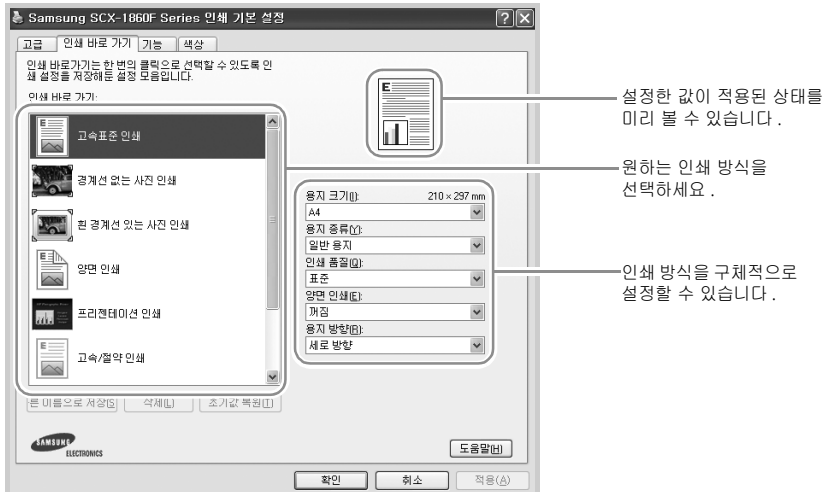 Samsung SCX-1860F Series 인쇄 기본 설정
고급 인쇄 바로 가기 기능 색상
인쇄 바로가기는 한 번의 클릭으로 선택할 수 있도록 인
쇄 설정을 저장해둔 설정 모음입니다.
인쇄 바로 가기:
고속표준 인쇄
경계선 없는 사진 인쇄
흰 경계선 있는 사진 인쇄
양면 인쇄
프리젠테이션 인쇄
고속/절약 인쇄
른 이름으로 저장(S) 삭제(L) 초기값 복원(T)
용지 크기(I): 210 × 297 mm
A4
용지 종류(Y):
일반 용지
인쇄 품질(Q):
표준
양면 인쇄(E):
꺼짐
용지 방향(R):
세로 방향
SAMSUNG
ELECTRONICS
도움말(H)
확인 취소 적용(A)
설정한 값이 적용된 상태를
미리 볼 수 있습니다 .
원하는 인쇄 방식을
선택하세요 .
인쇄 방식을 구체적으로
설정할 수 있습니다 .